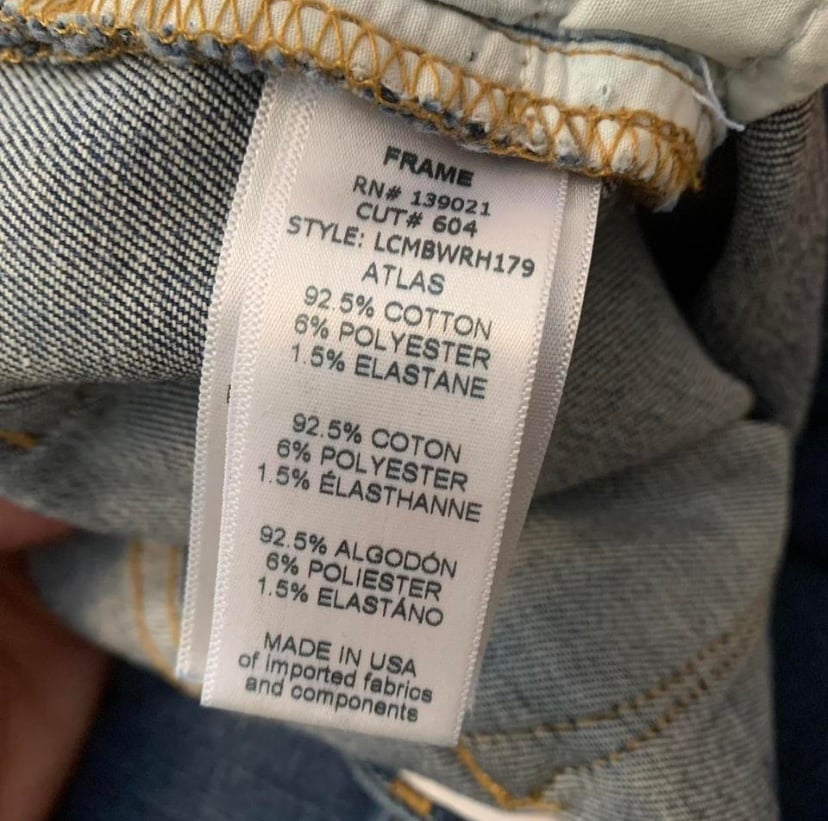 FRAME
RN# 139021
CUT# 604
STYLE: LCMBWRH179
ATLAS
92.5% COTTON
6% POLYESTER
1.5% ELASTANE
92.5% COTON
6% POLYESTER
1.5% ÉLASTHANNE
92.5% ALGODÓN
6% POLIESTER
1.5% ELASTÁNO
MADE IN USA
of imported fabrics
and components